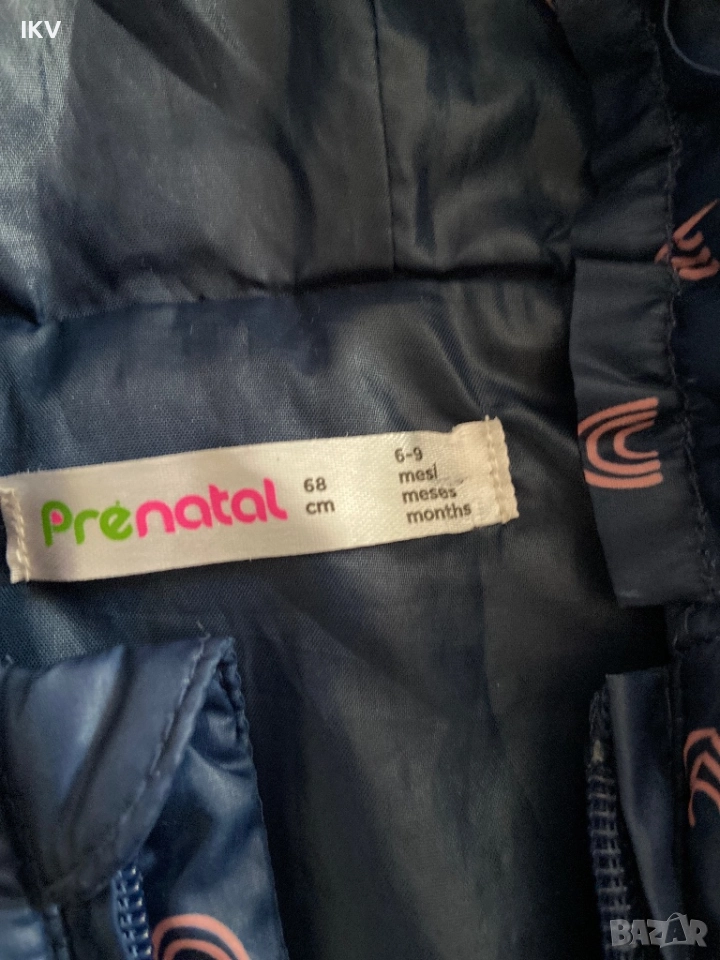 IKV
Prénatal
68
cm
6-9
mesi
meses
months
BAZAR